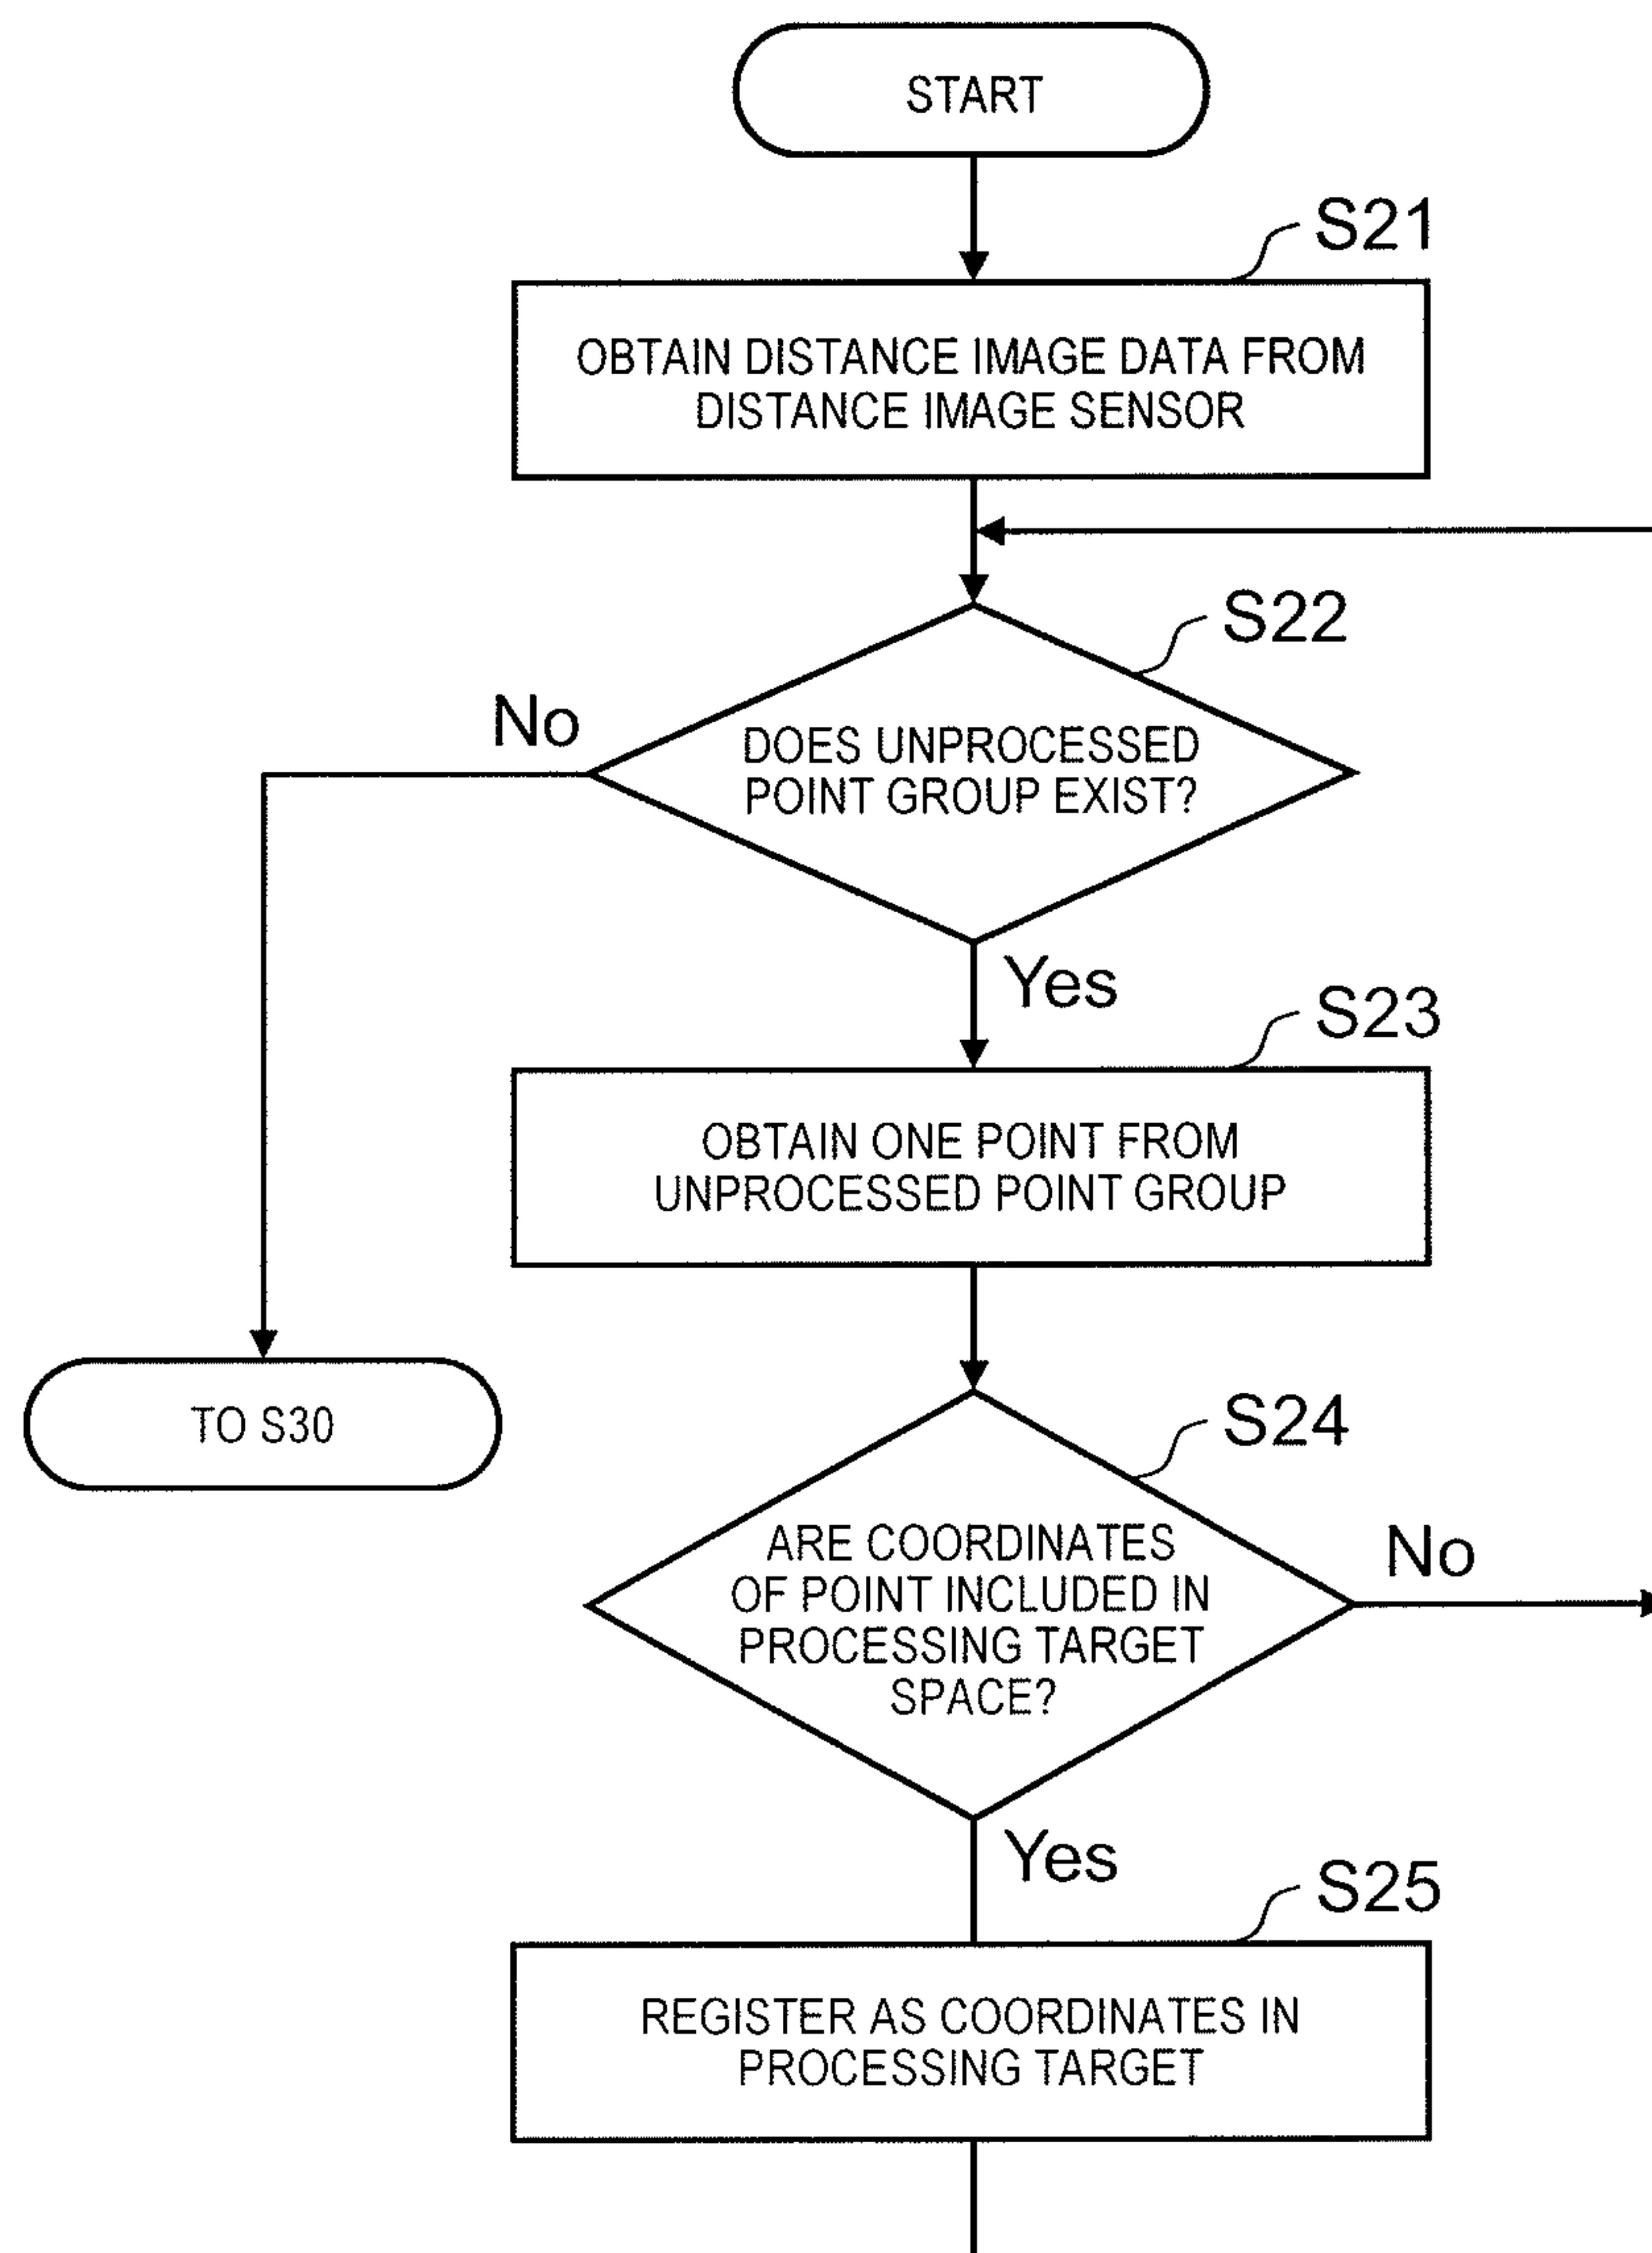 START
S21
OBTAIN DISTANCE IMAGE DATA FROM
DISTANCE IMAGE SENSOR
S22
No
DOES UNPROCESSED
POINT GROUP EXIST?
Yes
S23
OBTAIN ONE POINT FROM
UNPROCESSED POINT GROUP
TO S30
S24
ARE COORDINATES
OF POINT INCLUDED IN
PROCESSING TARGET
SPACE?
No
Yes
S25
REGISTER AS COORDINATES IN
PROCESSING TARGET